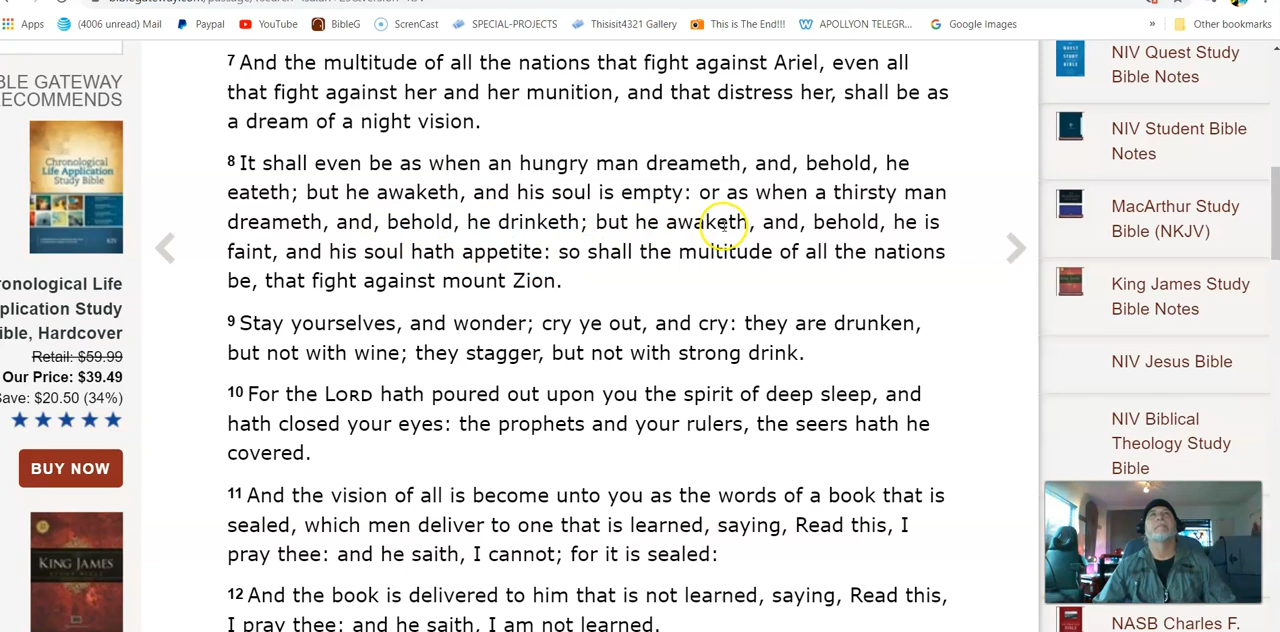 Apps
(4006 unread) Mail
Paypal
YouTube
BibleG
ScrenCast
SPECIAL-PROJECTS
Thisisit4321 Gallery
This is The End!!!
APOLLYON TELEGR...
Google Images
»
Other bookmarks
BLE GATEWAY
ECOMMENDS
Chronological
Life Application
Study Bible
KJV
ronological Life
plication Study
ble, Hardcover
Retail: $59.99
Our Price: $39.49
Save: $20.50 (34%)
BUY NOW
KING JAMES
7 And the multitude of all the nations that fight against Ariel, even all
that fight against her and her munition, and that distress her, shall be as
a dream of a night vision.
8 It shall even be as when an hungry man dreameth, and, behold, he
eateth; but he awaketh, and his soul is empty: or as when a thirsty man
dreameth, and, behold, he drinketh; but he awaketh, and, behold, he is
faint, and his soul hath appetite: so shall the multitude of all the nations
be, that fight against mount Zion.
9 Stay yourselves, and wonder; cry ye out, and cry: they are drunken,
but not with wine; they stagger, but not with strong drink.
10 For the LORD hath poured out upon you the spirit of deep sleep, and
hath closed your eyes: the prophets and your rulers, the seers hath he
covered.
11 And the vision of all is become unto you as the words of a book that is
sealed, which men deliver to one that is learned, saying, Read this, I
pray thee: and he saith, I cannot; for it is sealed:
12 And the book is delivered to him that is not learned, saying, Read this,
I pray thee: and he saith, I am not learned.
NIV Quest Study
Bible Notes
NIV Student Bible
Notes
MacArthur Study
Bible (NKJV)
King James Study
Bible Notes
NIV Jesus Bible
NIV Biblical
Theology Study
Bible
NASB Charles F.